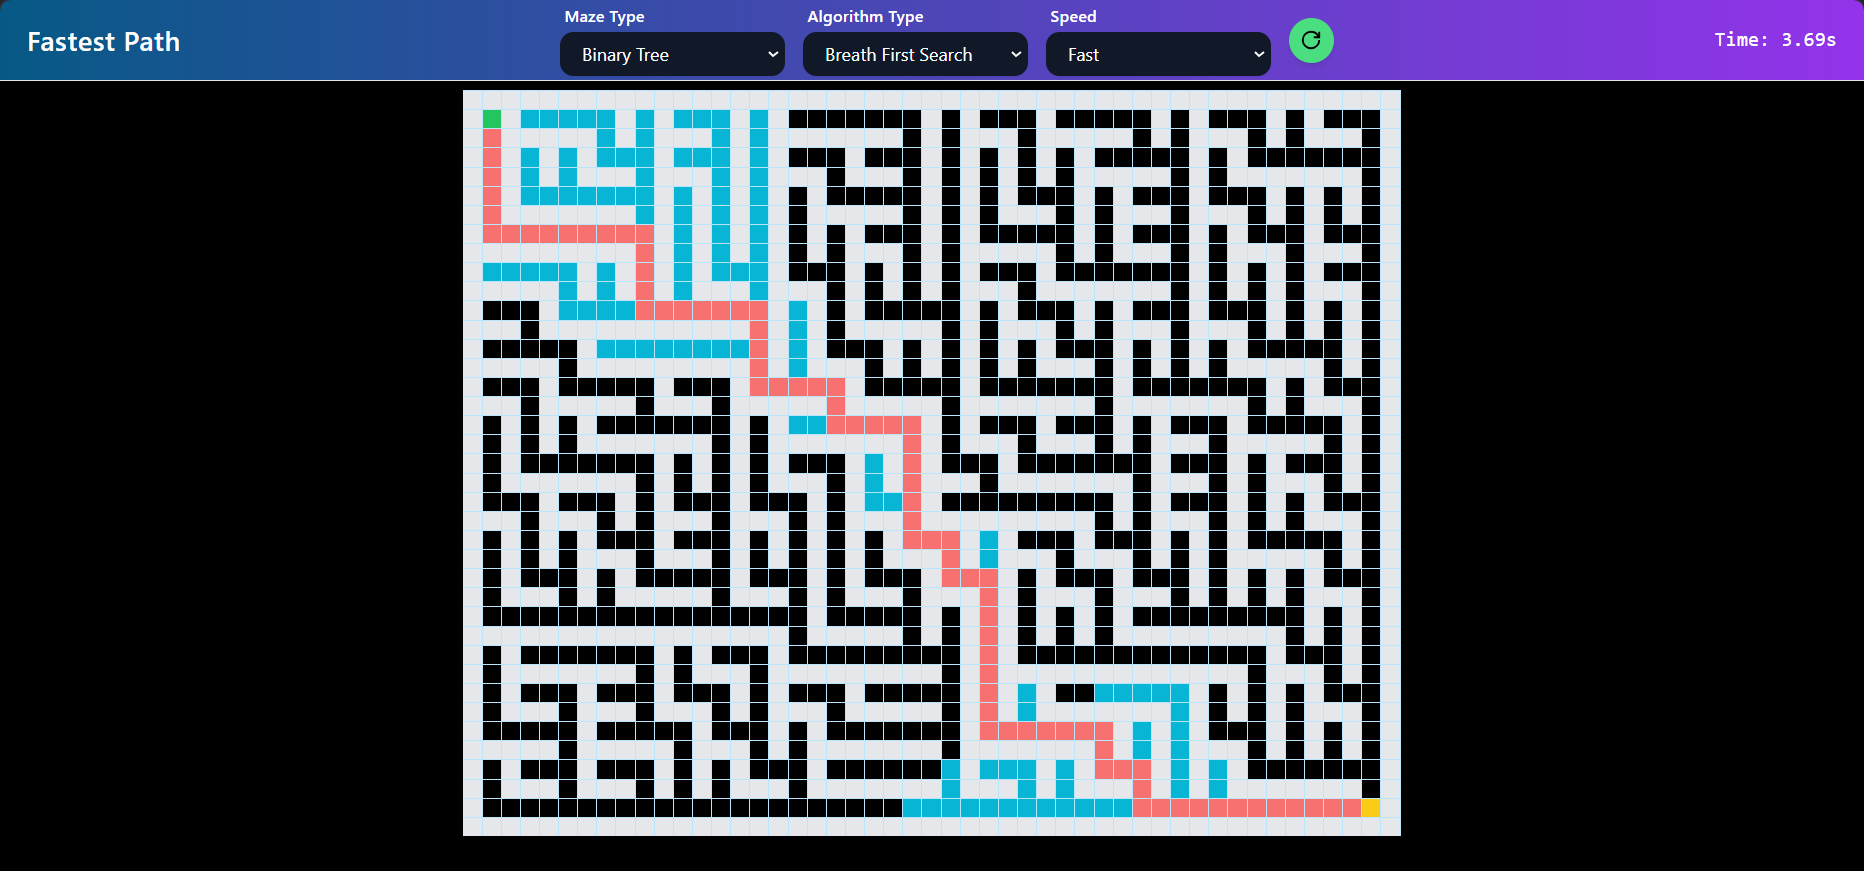 Fastest Path
Maze Type
Binary Tree
Algorithm Type
Breath First Search
Speed
Fast
Time: 3.69s